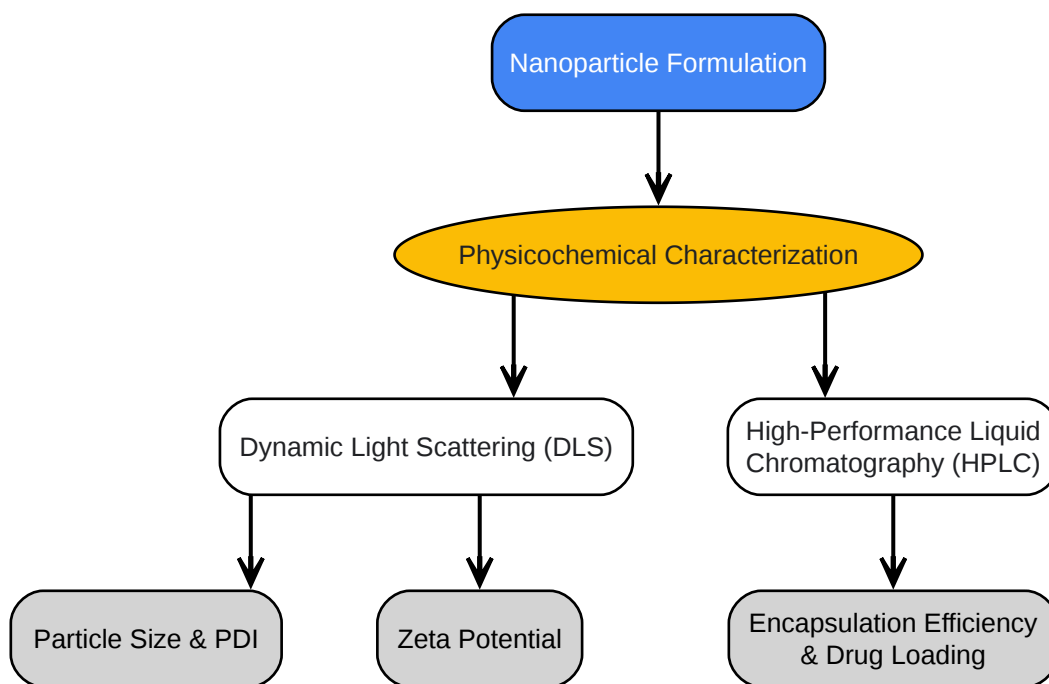 Nanoparticle Formulation
Physicochemical Characterization
Dynamic Light Scattering (DLS)
High-Performance Liquid
Chromatography (HPLC)
Particle Size & PDI
Zeta Potential
Encapsulation Efficiency
& Drug Loading